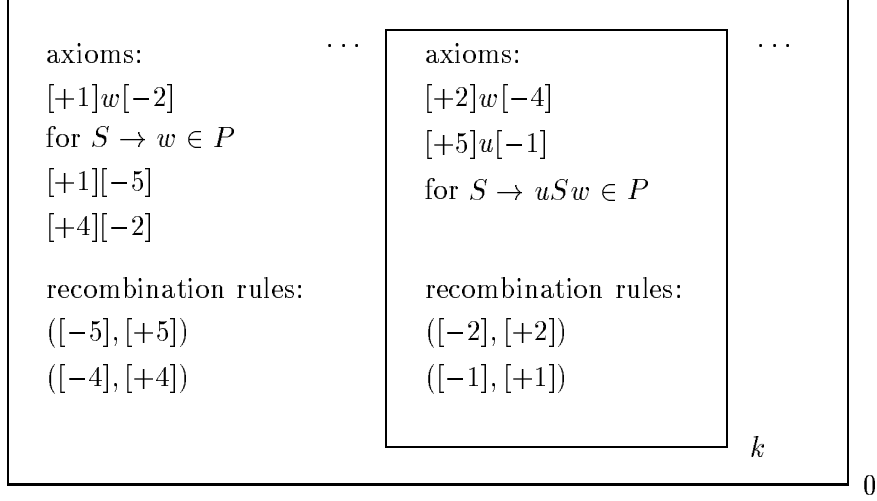 axioms:
[+1]w[−2]
for S → w ∈ P
[+1][−5]
[+4][−2]
recombination rules:
([−5], [+5])
([−4], [+4])
· · ·
axioms:
[+2]w[−4]
[+5]u[−1]
for S → uSw ∈ P
recombination rules:
([−2], [+2])
([−1], [+1])
· · ·
k
0